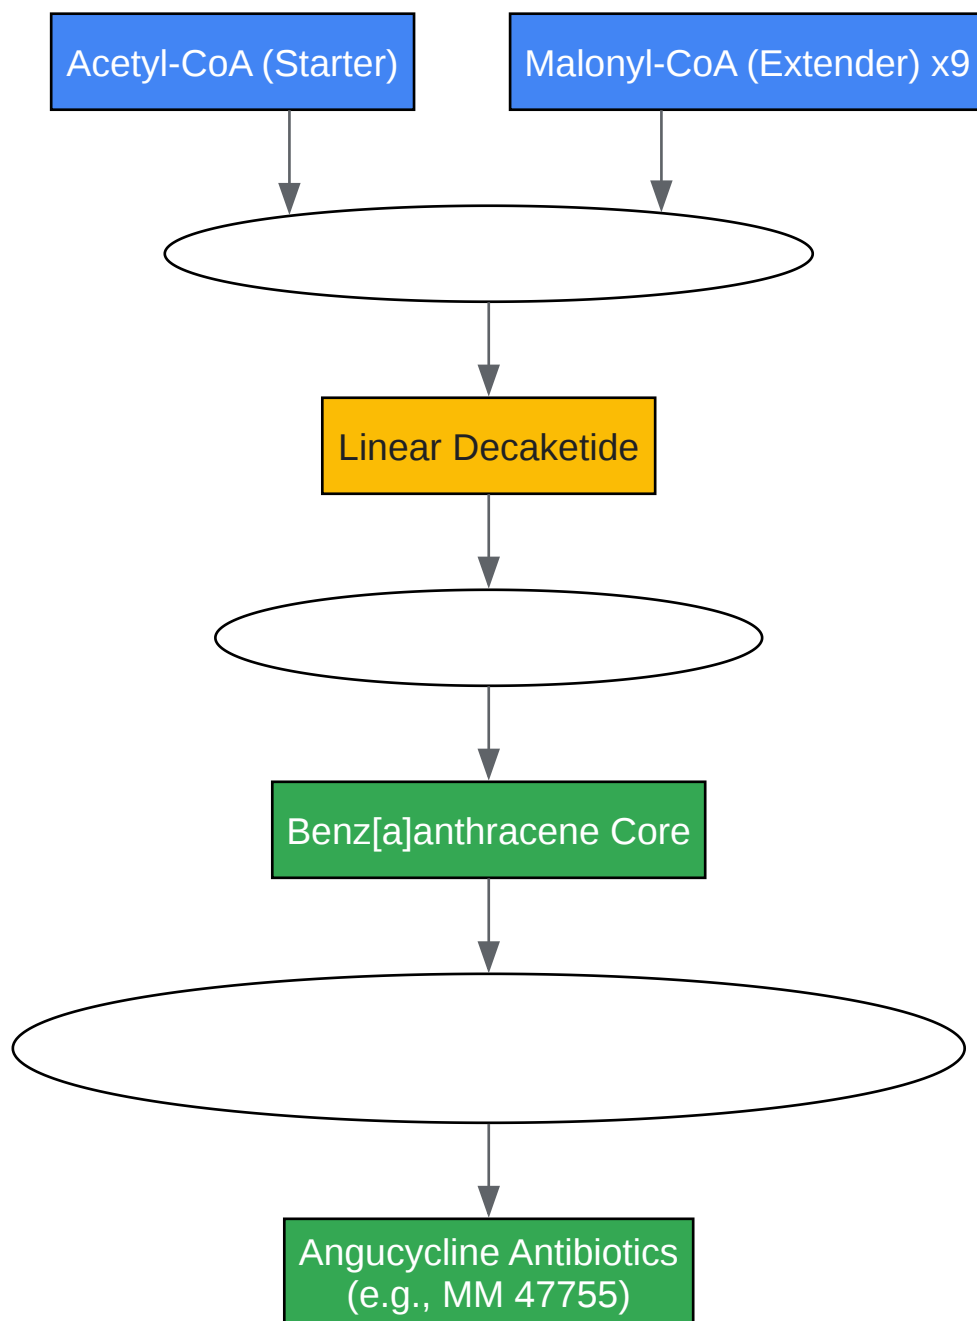 Acetyl-CoA (Starter)
Malonyl-CoA (Extender) x9
Linear Decaketide
Benz[a]anthracene Core
Angucycline Antibiotics
(e.g., MM 47755)